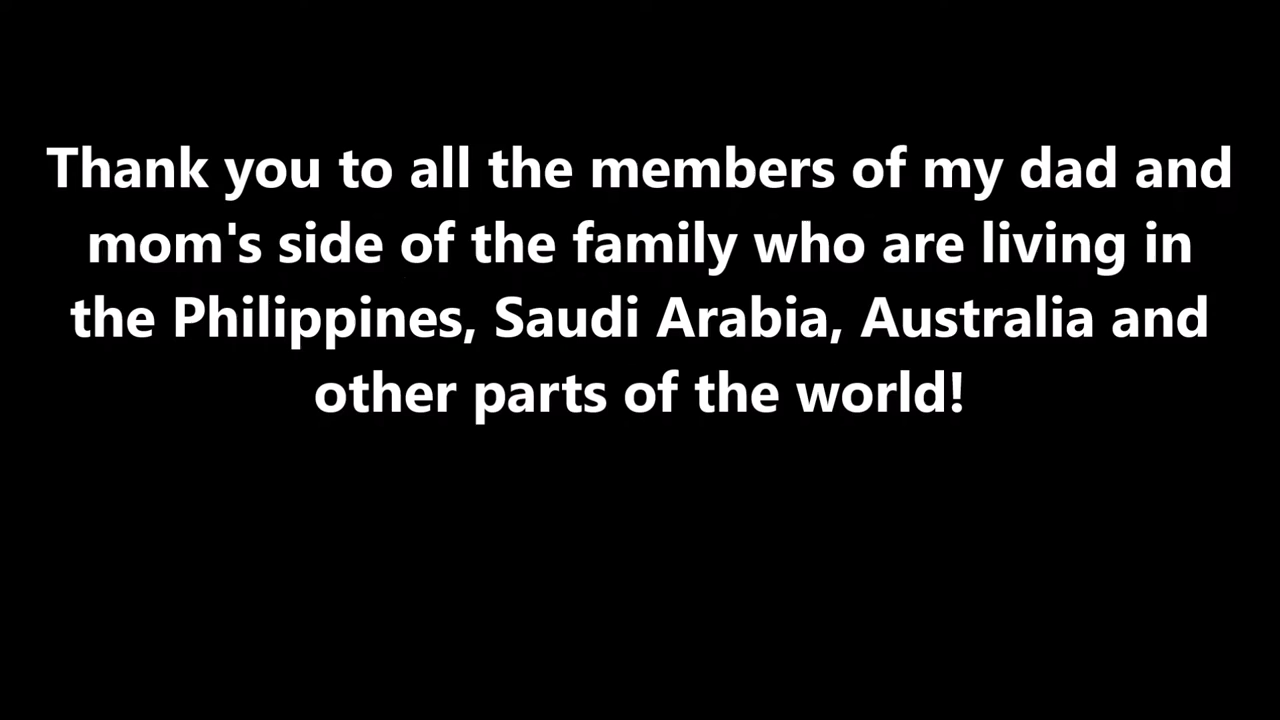 Thank you to all the members of my dad and
mom's side of the family who are living in
the Philippines, Saudi Arabia, Australia and
other parts of the world!